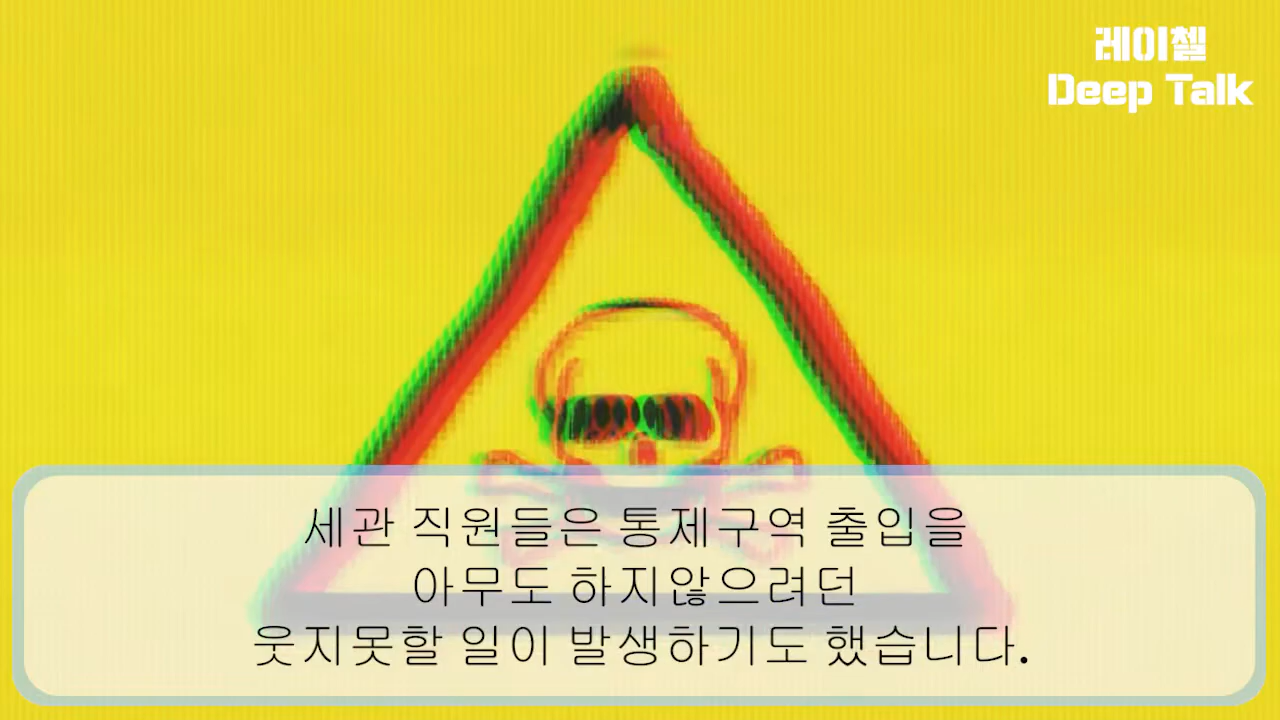 레이첼
Deep Talk
세관 직원들은 통제구역 출입을
아무도 하지않으려던
웃지못할 일이 발생하기도 했습니다.